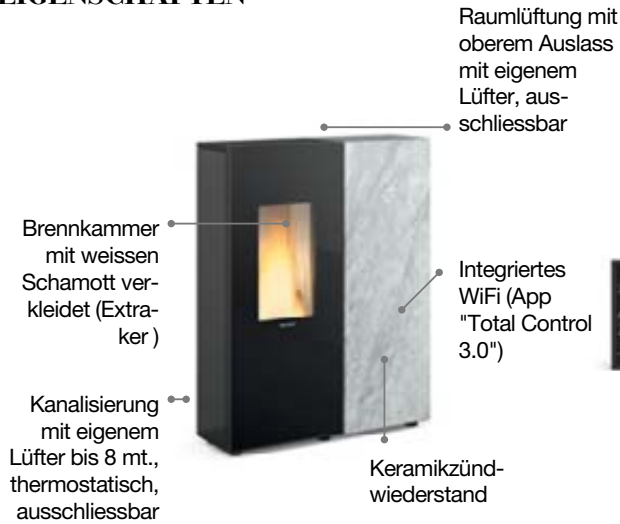 EIGENSCHAFTEN
Raumlüftung mit
oberem Auslass
mit eigenem
Lüfter, aus-
schliessbar
Brennkammer
mit weissen
Schamott ver-
kleidet (Extra-
ker )
Integriertes
WiFi (App
"Total Control
3.0")
Kanalisierung
mit eigenem
Lüfter bis 8 mt.,
thermostatisch,
ausschliessbar
Keramikzünd-
wiederstand